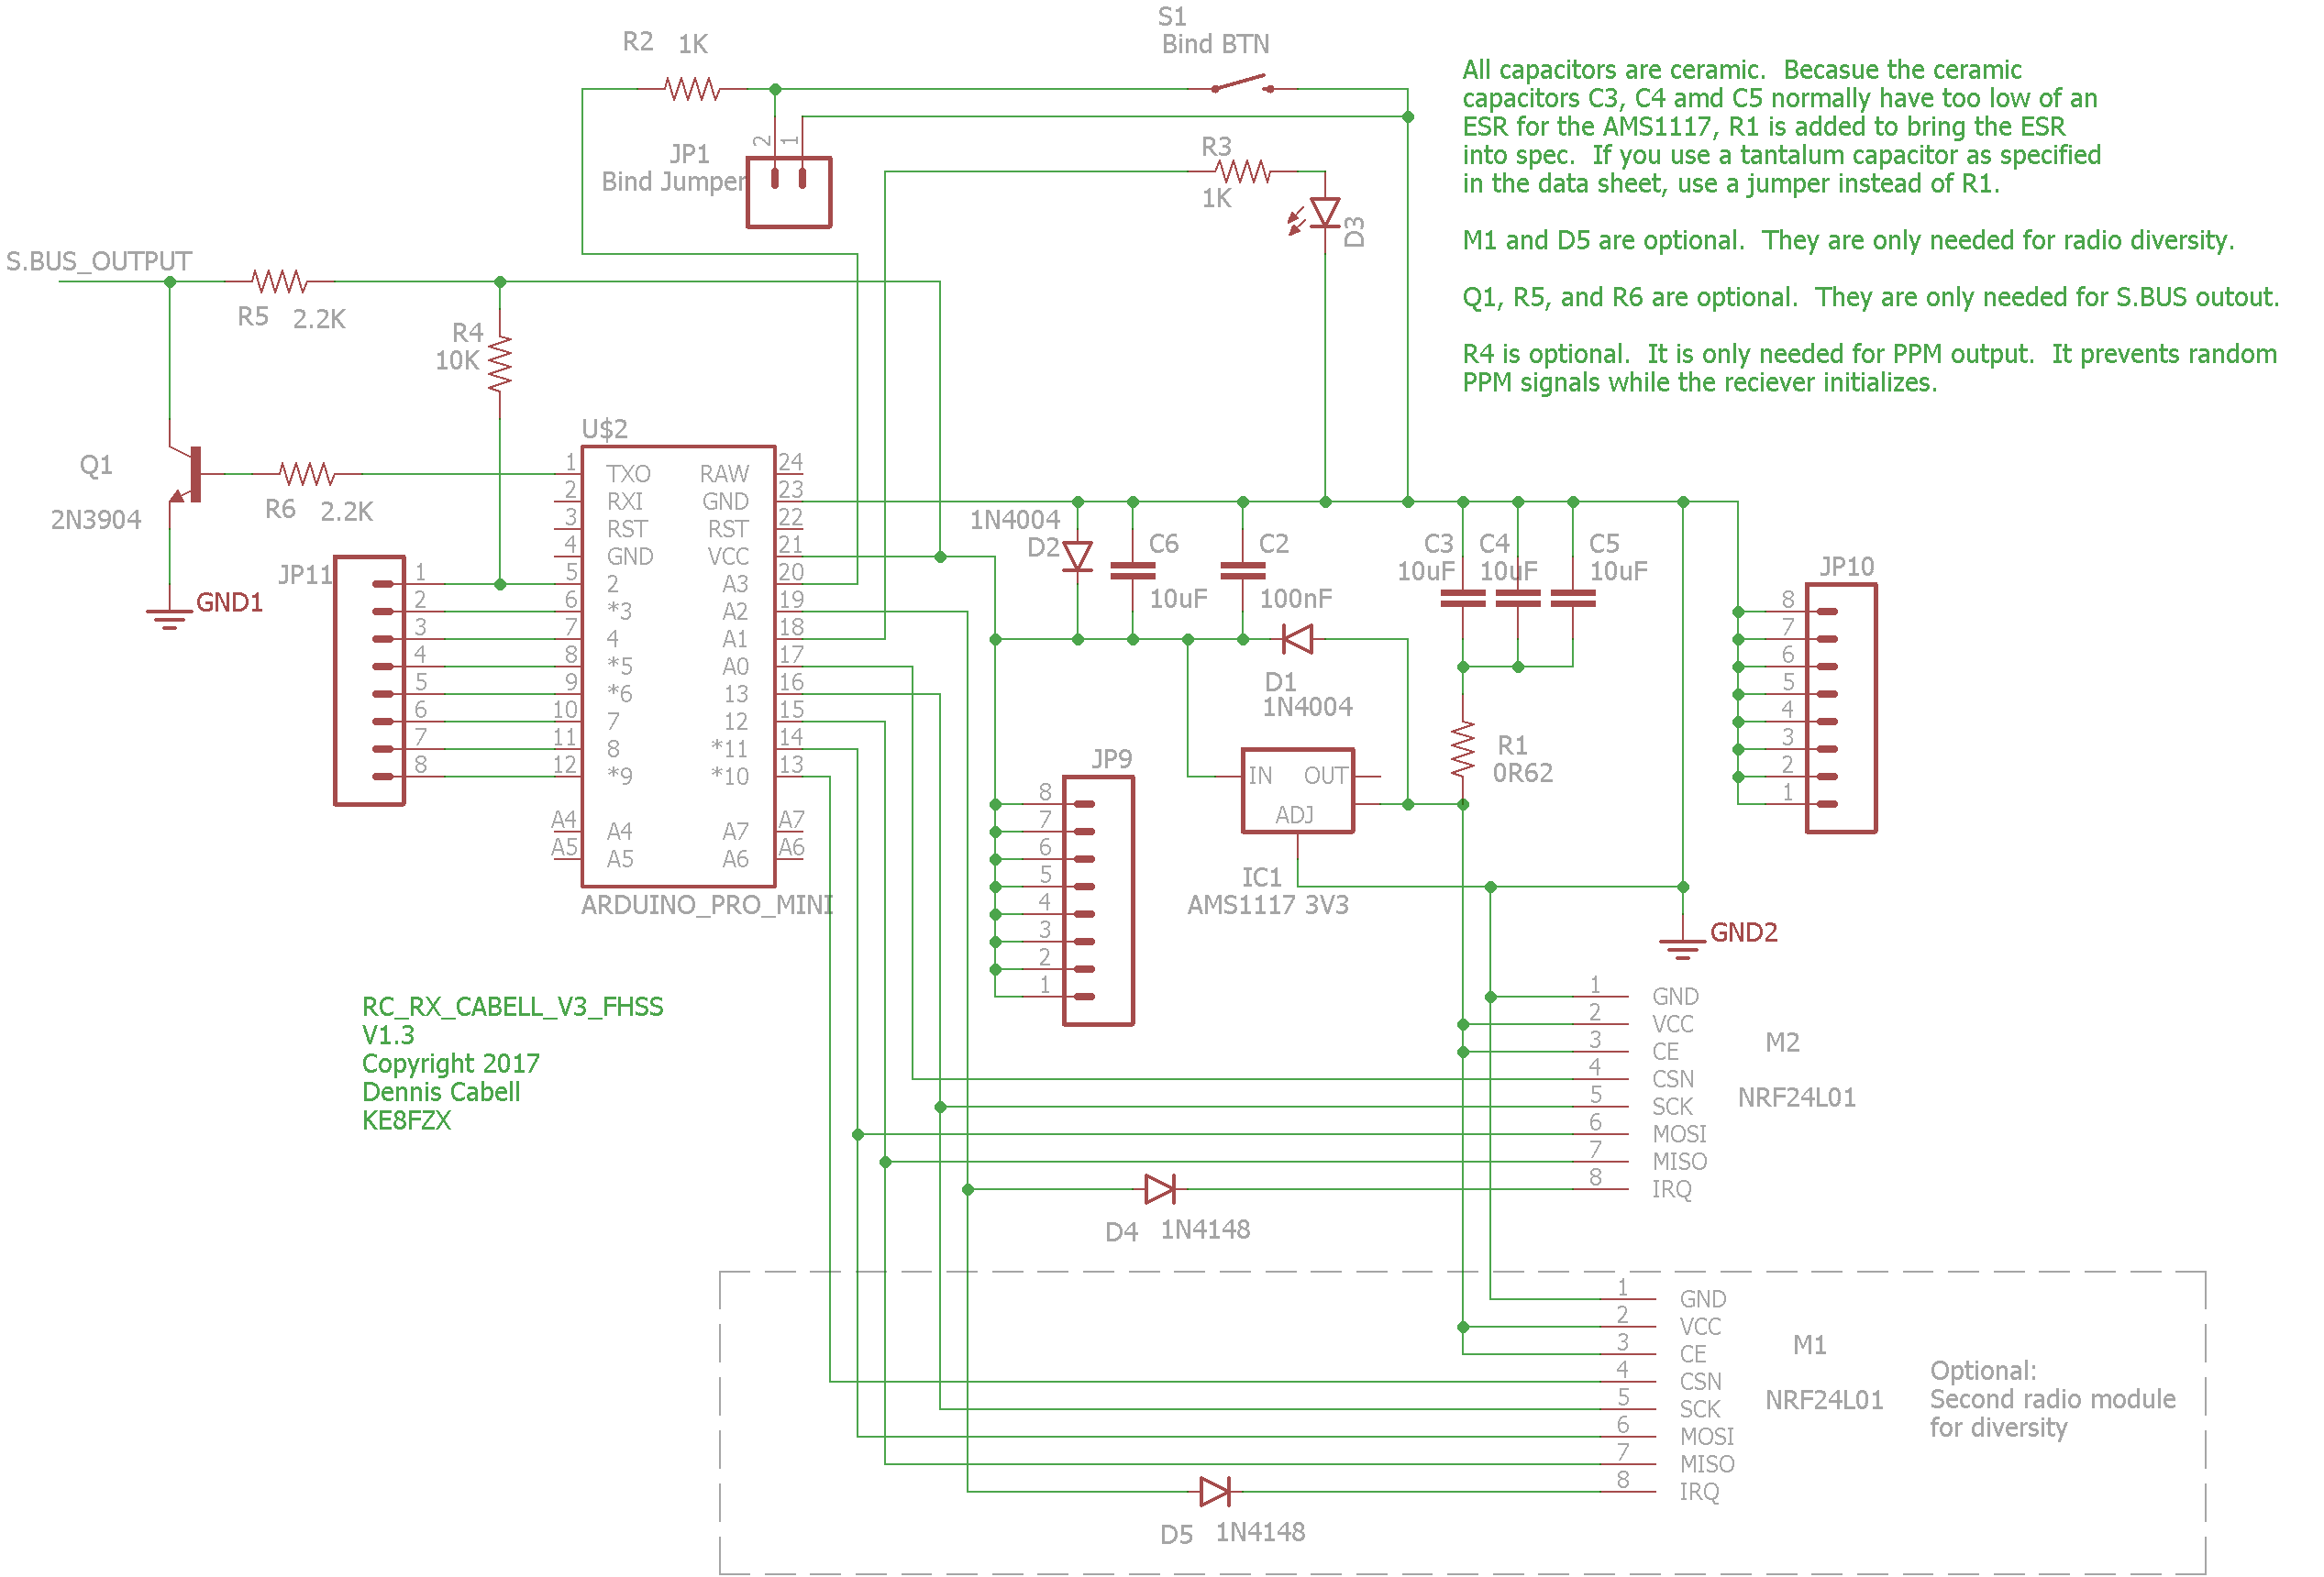 R2 1K
S1
Bind BTN
All capacitors are ceramic.  Becasue the ceramic
capacitors C3, C4 amd C5 normally have too low of an
ESR for the AMS1117, R1 is added to bring the ESR
into spec.  If you use a tantalum capacitor as specified
in the data sheet, use a jumper instead of R1.
M1 and D5 are optional.  They are only needed for radio diversity.
Q1, R5, and R6 are optional.  They are only needed for S.BUS outout.
R4 is optional.  It is only needed for PPM output.  It prevents random
PPM signals while the reciever initializes.
2 1
JP1
Bind Jumper
R3
1K
D3
S.BUS_OUTPUT
R5 2.2K
R4
10K
Q1
2N3904
R6 2.2K
GND1
U$2
1 TXO RAW 24
2 RXI GND 23
3 RST RST 22
4 GND VCC 21
5 2 A3 20
6 *3 A2 19
7 4 A1 18
8 *5 A0 17
9 *6 13 16
10 7 12 15
11 8 *11 14
12 *9 *10 13
A4 A4 A7 A7
A5 A5 A6 A6
ARDUINO_PRO_MINI
JP11
1
2
3
4
5
6
7
8
1N4004
D2
C6
10uF
C2
100nF
C3
10uF
C4
10uF
C5
10uF
D1
1N4004
R1
0R62
IN OUT
ADJ
IC1
AMS1117 3V3
JP9
8
7
6
5
4
3
2
1
JP10
8
7
6
5
4
3
2
1
GND2
RC_RX_CABELL_V3_FHSS
V1.3
Copyright 2017
Dennis Cabell
KE8FZX
1 GND
2 VCC
3 CE
4 CSN
5 SCK
6 MOSI
7 MISO
8 IRQ
M2
NRF24L01
D4 1N4148
1 GND
2 VCC
3 CE
4 CSN
5 SCK
6 MOSI
7 MISO
8 IRQ
M1
NRF24L01
Optional:
Second radio module
for diversity
D5 1N4148